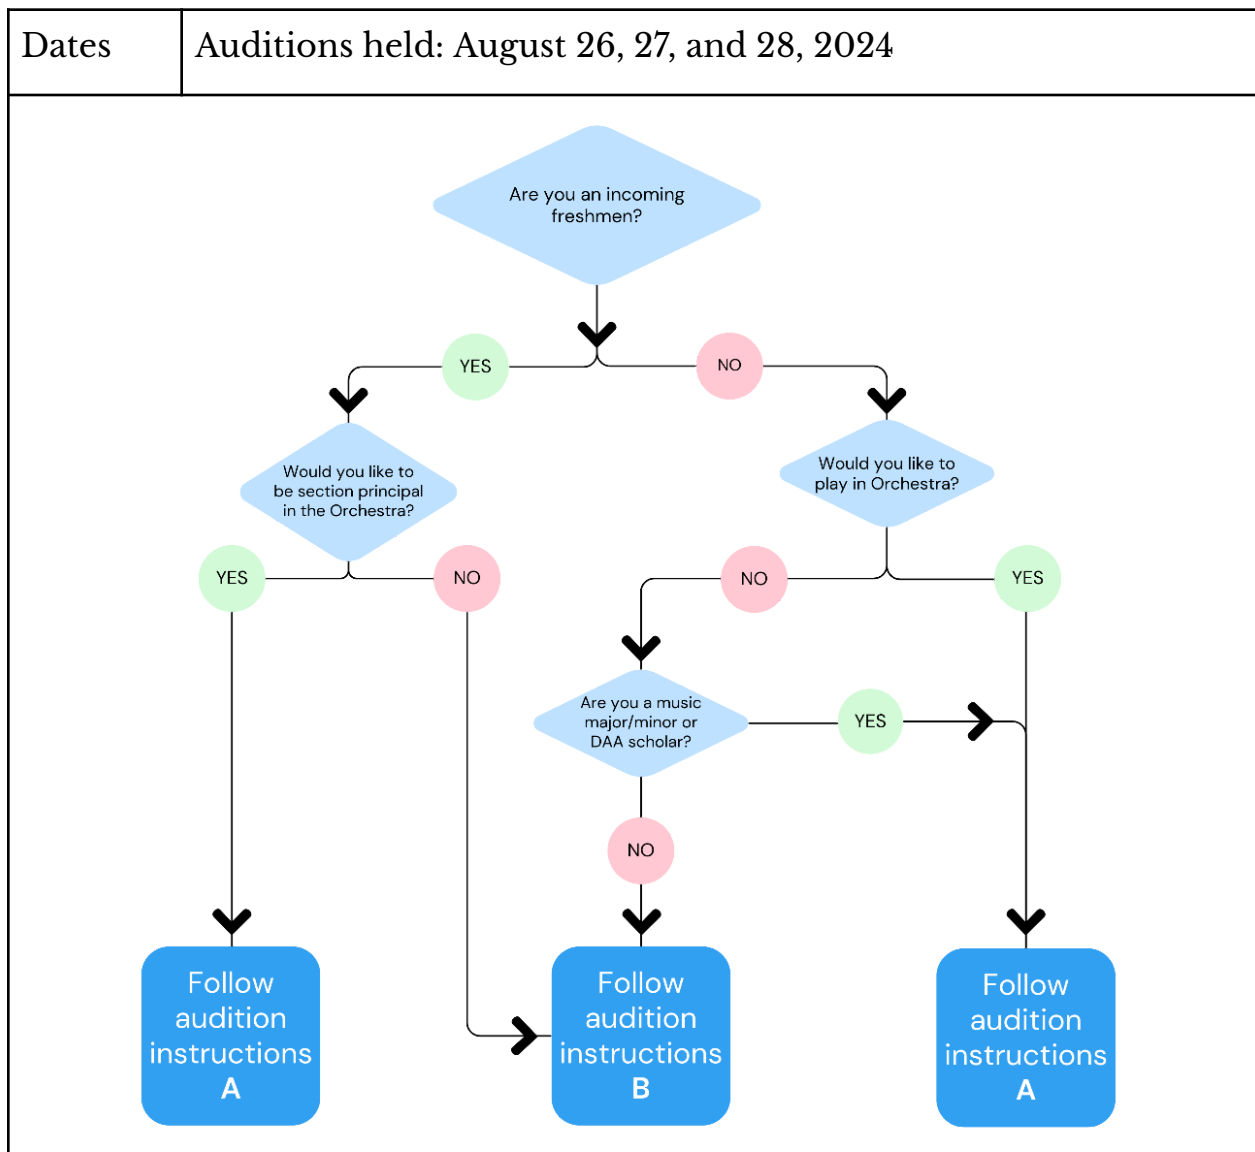 Dates
Auditions held: August 26, 27, and 28, 2024
Are you an incoming
freshmen?
YES
NO
Would you like to
be section principal
in the Orchestra?
Would you like to
play in Orchestra?
YES
NO
NO
YES
Are you a music
major/minor or
DAA scholar?
YES
NO
Follow
audition
instructions
A
Follow
audition
instructions
B
Follow
audition
instructions
A